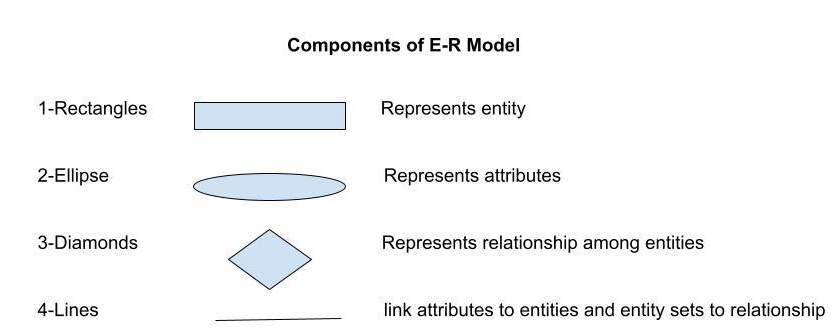 Components of E-R Model
1-Rectangles Represents entity
2-Ellipse Represents attributes
3-Diamonds Represents relationship among entities
4-Lines link attributes to entities and entity sets to relationship